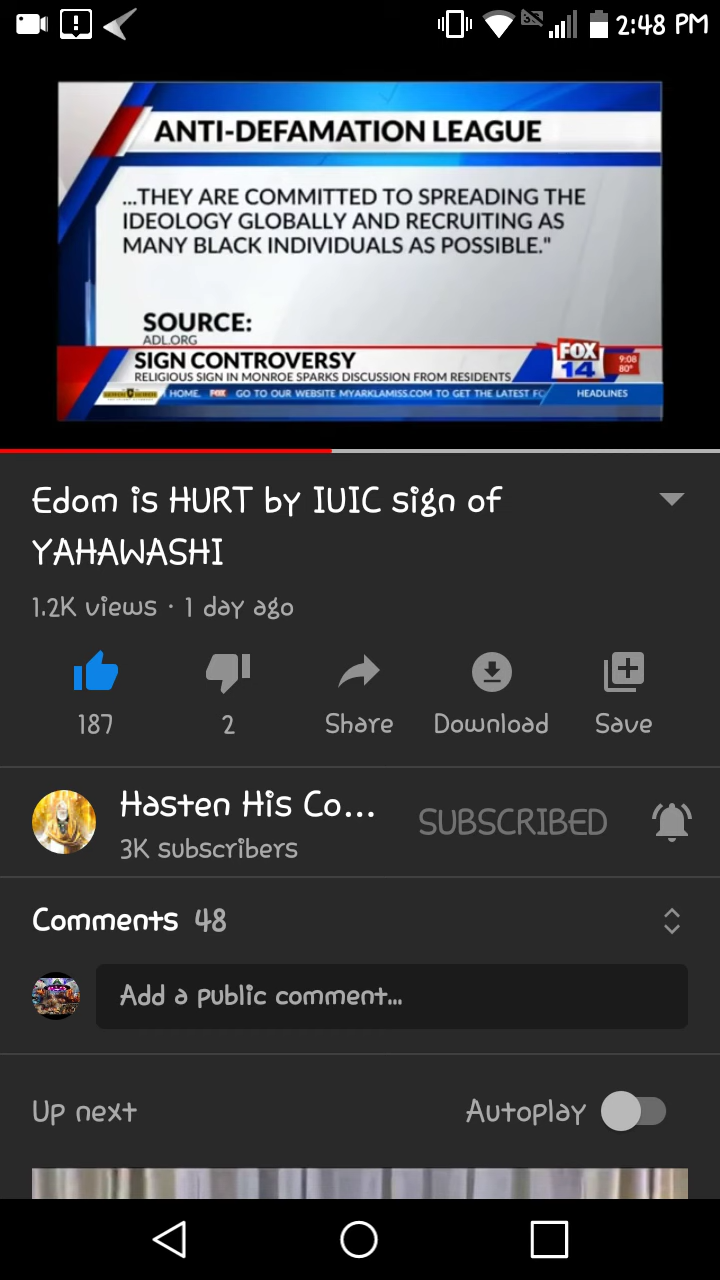 2:48 PM
ANTI-DEFAMATION LEAGUE
...THEY ARE COMMITTED TO SPREADING THE
IDEOLOGY GLOBALLY AND RECRUITING AS
MANY BLACK INDIVIDUALS AS POSSIBLE."
SOURCE:
ADL.ORG
SIGN CONTROVERSY
RELIGIOUS SIGN IN MONROE SPARKS DISCUSSION FROM RESIDENTS
FOX
14
9:08
80°
HOME. FOX GO TO OUR WEBSITE MYARKLAMISS.COM TO GET THE LATEST FC
HEADLINES
Edom is HURT by IUIC sign of
YAHAWASHI
1.2K views · 1 day ago
187
2
Share
Download
Save
Hasten His Co...
SUBSCRIBED
3K subscribers
Comments 48
Add a public comment...
Up next
Autoplay